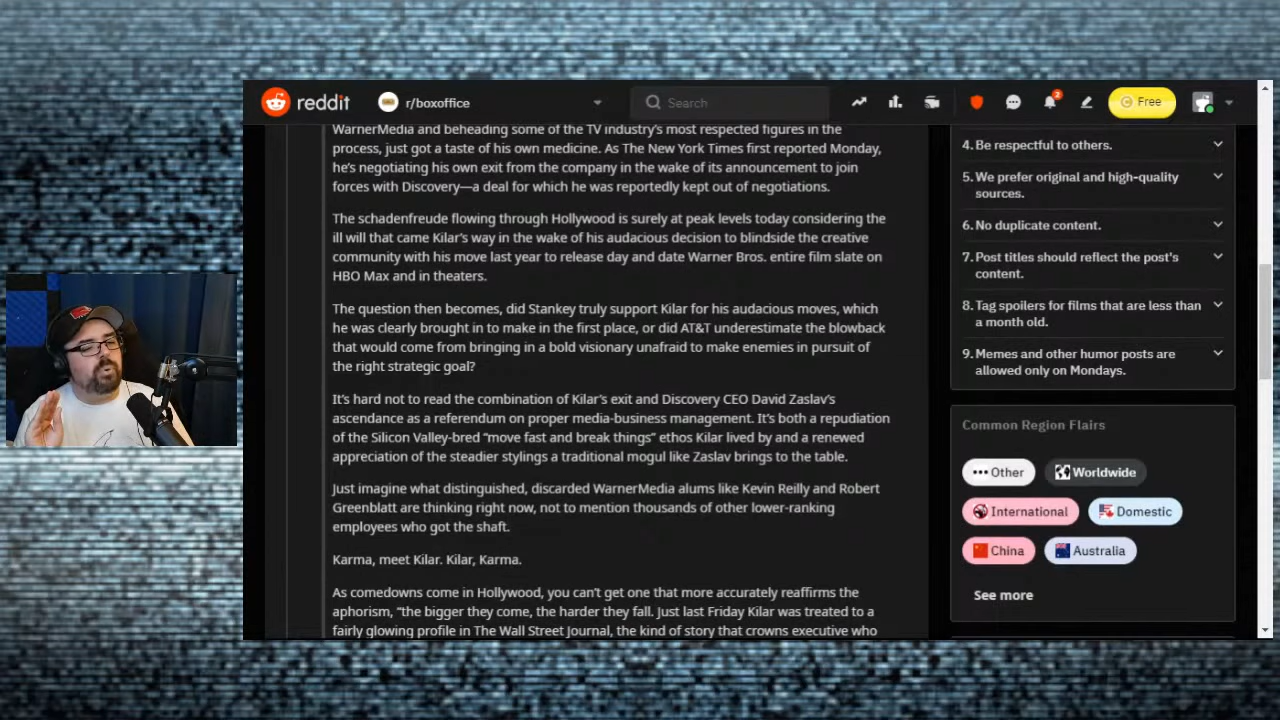 reddit
r/boxoffice
Search
2
Free
WarnerMedia and beheading some of the TV industry's most respected figures in the
process, just got a taste of his own medicine. As The New York Times first reported Monday,
he's negotiating his own exit from the company in the wake of its announcement to join
forces with Discovery—a deal for which he was reportedly kept out of negotiations.
The schadenfreude flowing through Hollywood is surely at peak levels today considering the
ill will that came Kilar's way in the wake of his audacious decision to blindside the creative
community with his move last year to release day and date Warner Bros. entire film slate on
HBO Max and in theaters.
The question then becomes, did Stankey truly support Kilar for his audacious moves, which
he was clearly brought in to make in the first place, or did AT&T underestimate the blowback
that would come from bringing in a bold visionary unafraid to make enemies in pursuit of
the right strategic goal?
It's hard not to read the combination of Kilar's exit and Discovery CEO David Zaslav's
ascendance as a referendum on proper media-business management. It's both a repudiation
of the Silicon Valley-bred "move fast and break things" ethos Kilar lived by and a renewed
appreciation of the steadier stylings a traditional mogul like Zaslav brings to the table.
Just imagine what distinguished, discarded WarnerMedia alums like Kevin Reilly and Robert
Greenblatt are thinking right now, not to mention thousands of other lower-ranking
employees who got the shaft.
Karma, meet Kilar. Kilar, Karma.
As comedowns come in Hollywood, you can't get one that more accurately reaffirms the
aphorism, "the bigger they come, the harder they fall. Just last Friday Kilar was treated to a
fairly glowing profile in The Wall Street Journal, the kind of story that crowns executive who
4. Be respectful to others.
5. We prefer original and high-quality
sources.
6. No duplicate content.
7. Post titles should reflect the post's
content.
8. Tag spoilers for films that are less than
a month old.
9. Memes and other humor posts are
allowed only on Mondays.
Common Region Flairs
Other
Worldwide
International
Domestic
China
Australia
See more